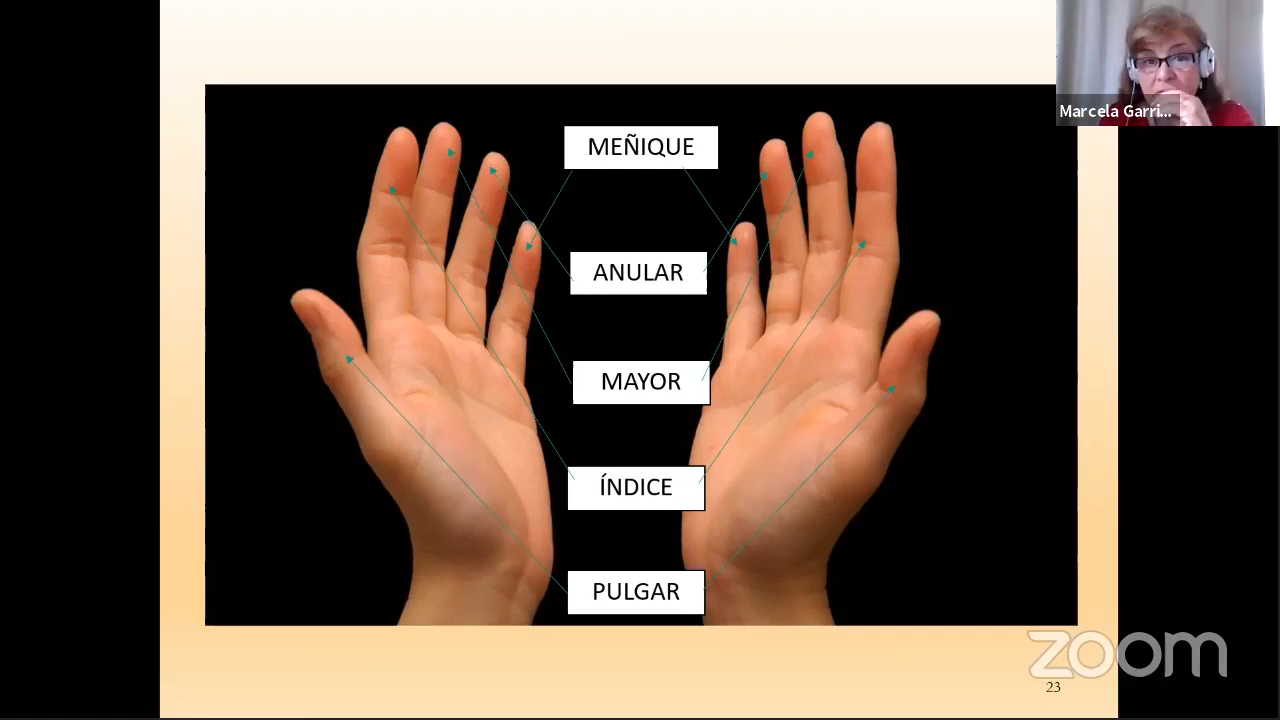 MEÑIQUE
Marcela Garri...
ANULAR
MAYOR
ÍNDICE
PULGAR
zoom
23